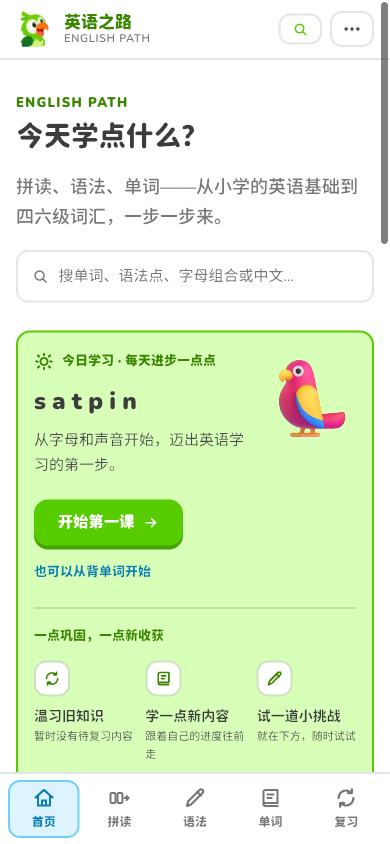 英语之路
ENGLISH PATH
ENGLISH PATH
今天学点什么？
拼读、语法、单词——从小学的英语基础到
四六级词汇，一步一步来。
搜单词、语法点、字母组合或中文...
今日学习 · 每天进步一点点
satpin
从字母和声音开始，迈出英语学
习的第一步。
开始第一课 →
也可以从背单词开始
一点巩固，一点新收获
温习旧知识
暂时没有待复习内容
学一点新内容
跟着自己的进度往前
走
试一道小挑战
就在下方，随时试试
首页
拼读
语法
单词
复习